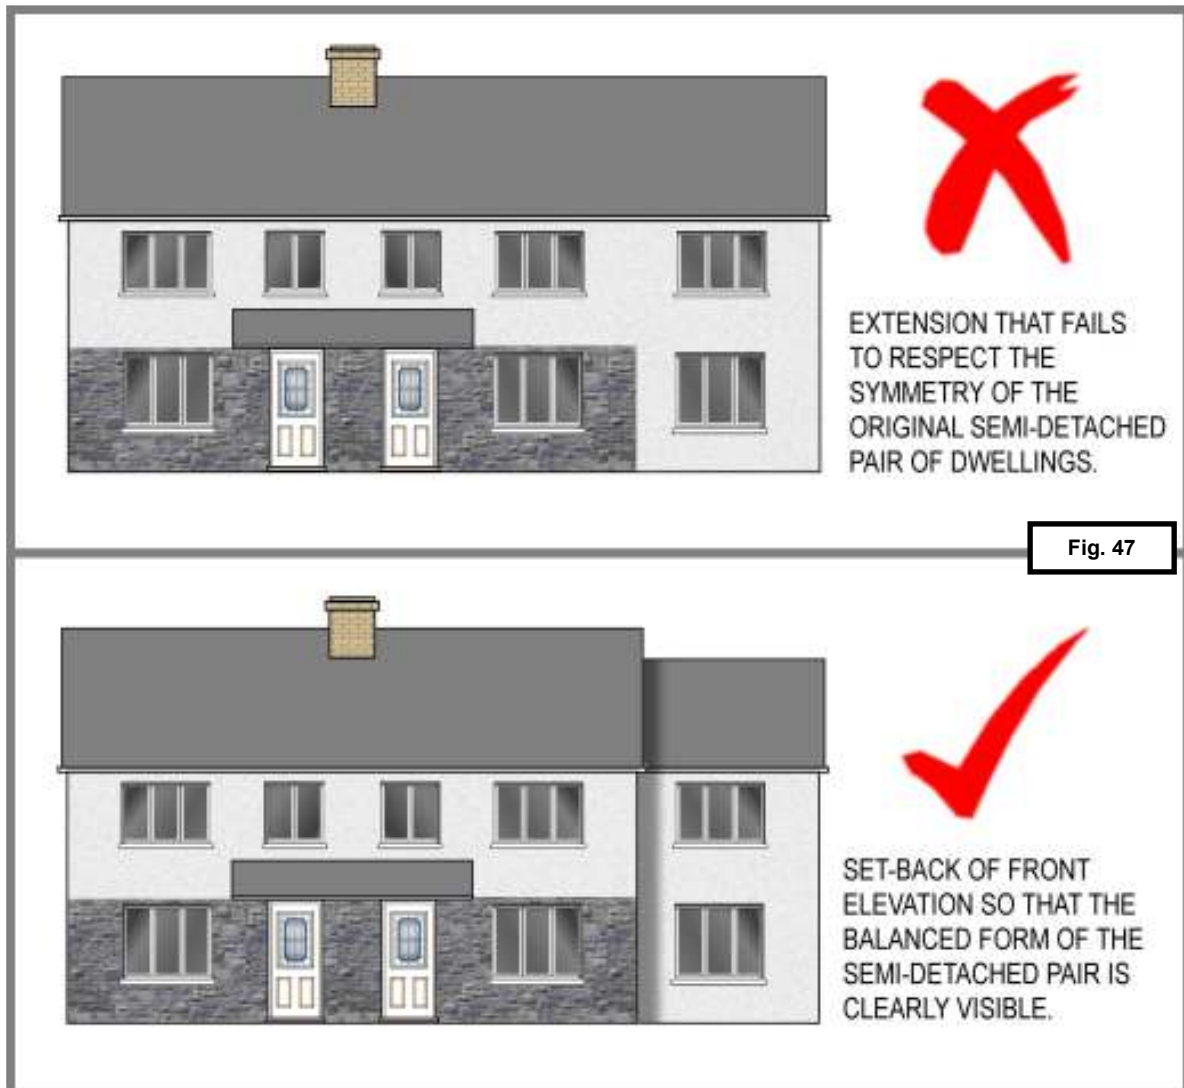 EXTENSION THAT FAILS
TO RESPECT THE
SYMMETRY OF THE
ORIGINAL SEMI-DETACHED
PAIR OF DWELLINGS.
Fig. 47
SET-BACK OF FRONT
ELEVATION SO THAT THE
BALANCED FORM OF THE
SEMI-DETACHED PAIR IS
CLEARLY VISIBLE.